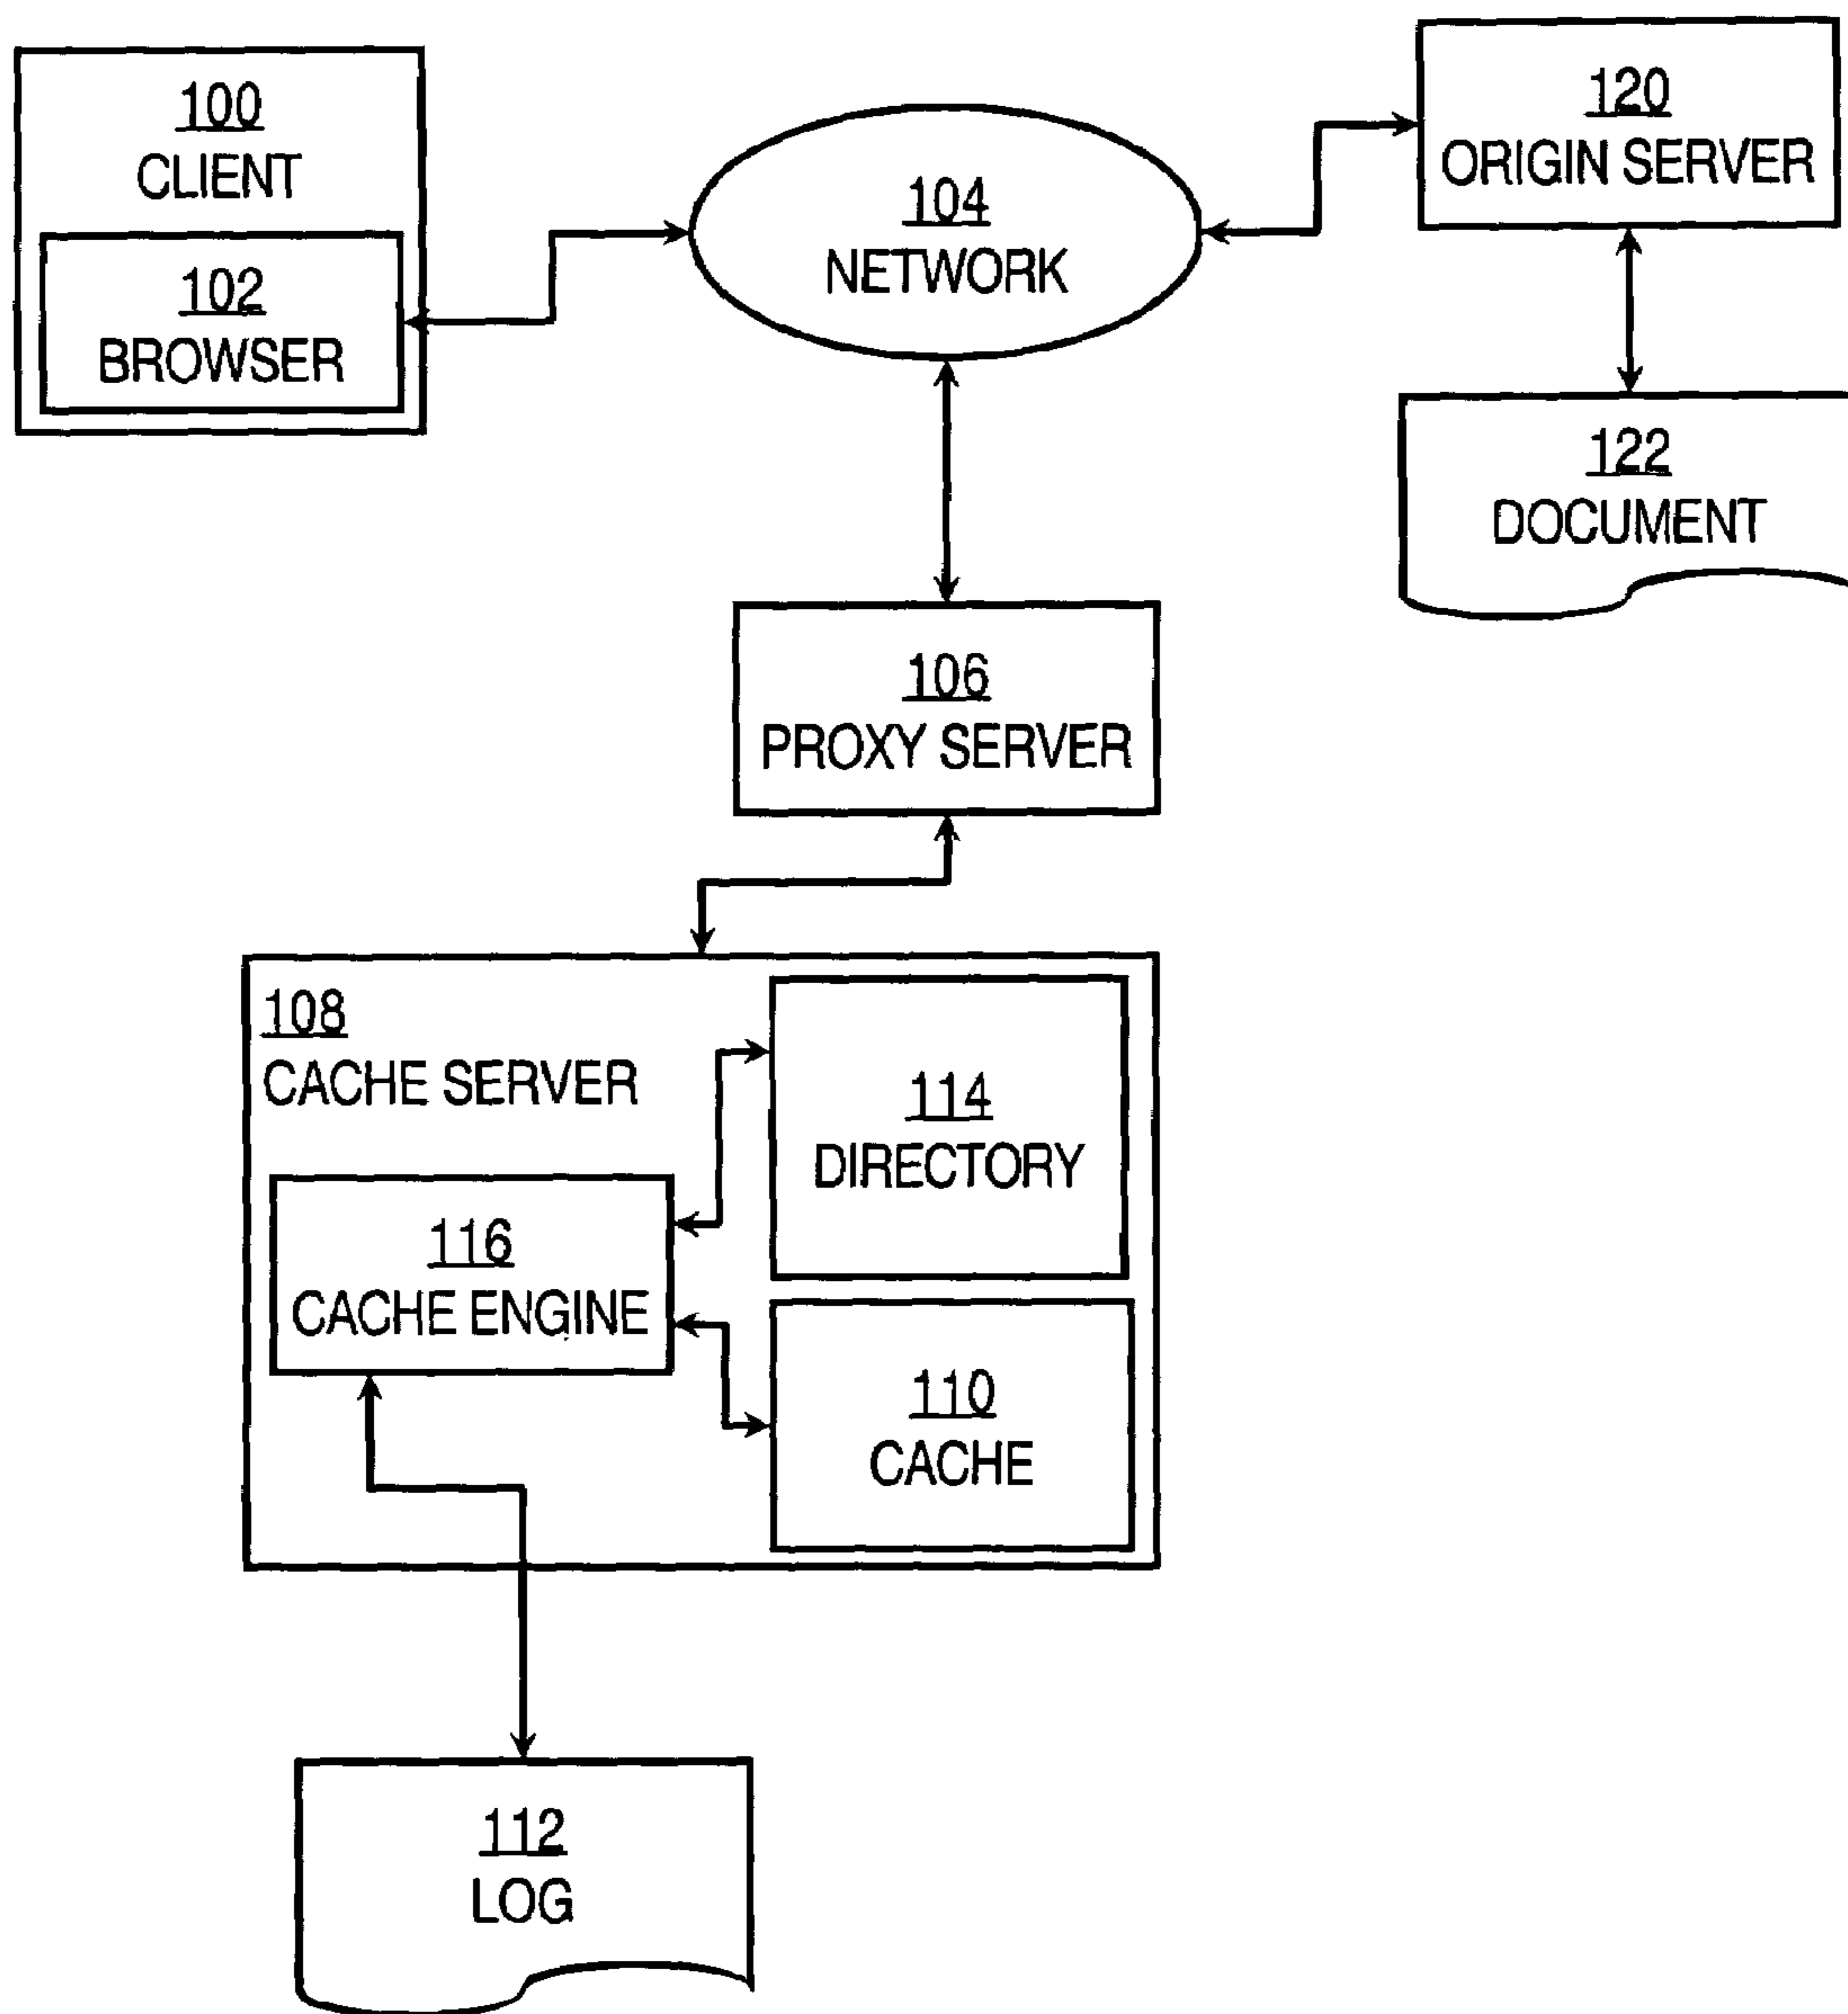 100
CLIENT
102
BROWSER
104
NETWORK
120
ORIGIN SERVER
122
DOCUMENT
106
PROXY SERVER
108
CACHE SERVER
114
DIRECTORY
116
CACHE ENGINE
110
CACHE
112
LOG